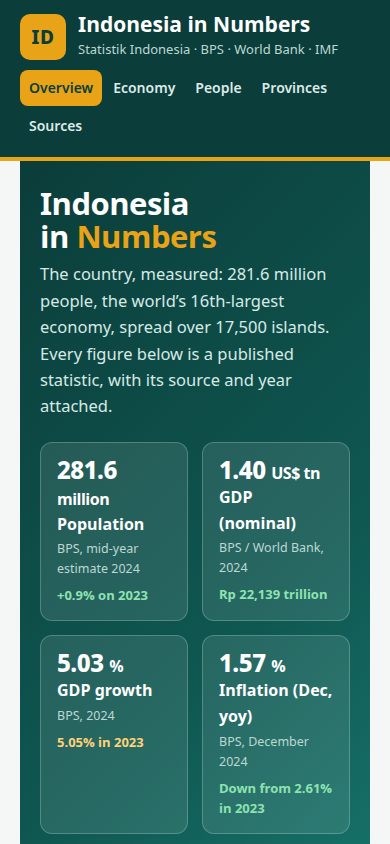 ID
Indonesia in Numbers
Statistik Indonesia · BPS · World Bank · IMF
Overview Economy People Provinces
Sources
Indonesia
in Numbers
The country, measured: 281.6 million
people, the world’s 16th-largest
economy, spread over 17,500 islands.
Every figure below is a published
statistic, with its source and year
attached.
281.6
million
Population
BPS, mid-year
estimate 2024
+0.9% on 2023
1.40 US$ tn
GDP
(nominal)
BPS / World Bank,
2024
Rp 22,139 trillion
5.03 %
GDP growth
BPS, 2024
5.05% in 2023
1.57 %
Inflation (Dec,
yoy)
BPS, December
2024
Down from 2.61%
in 2023